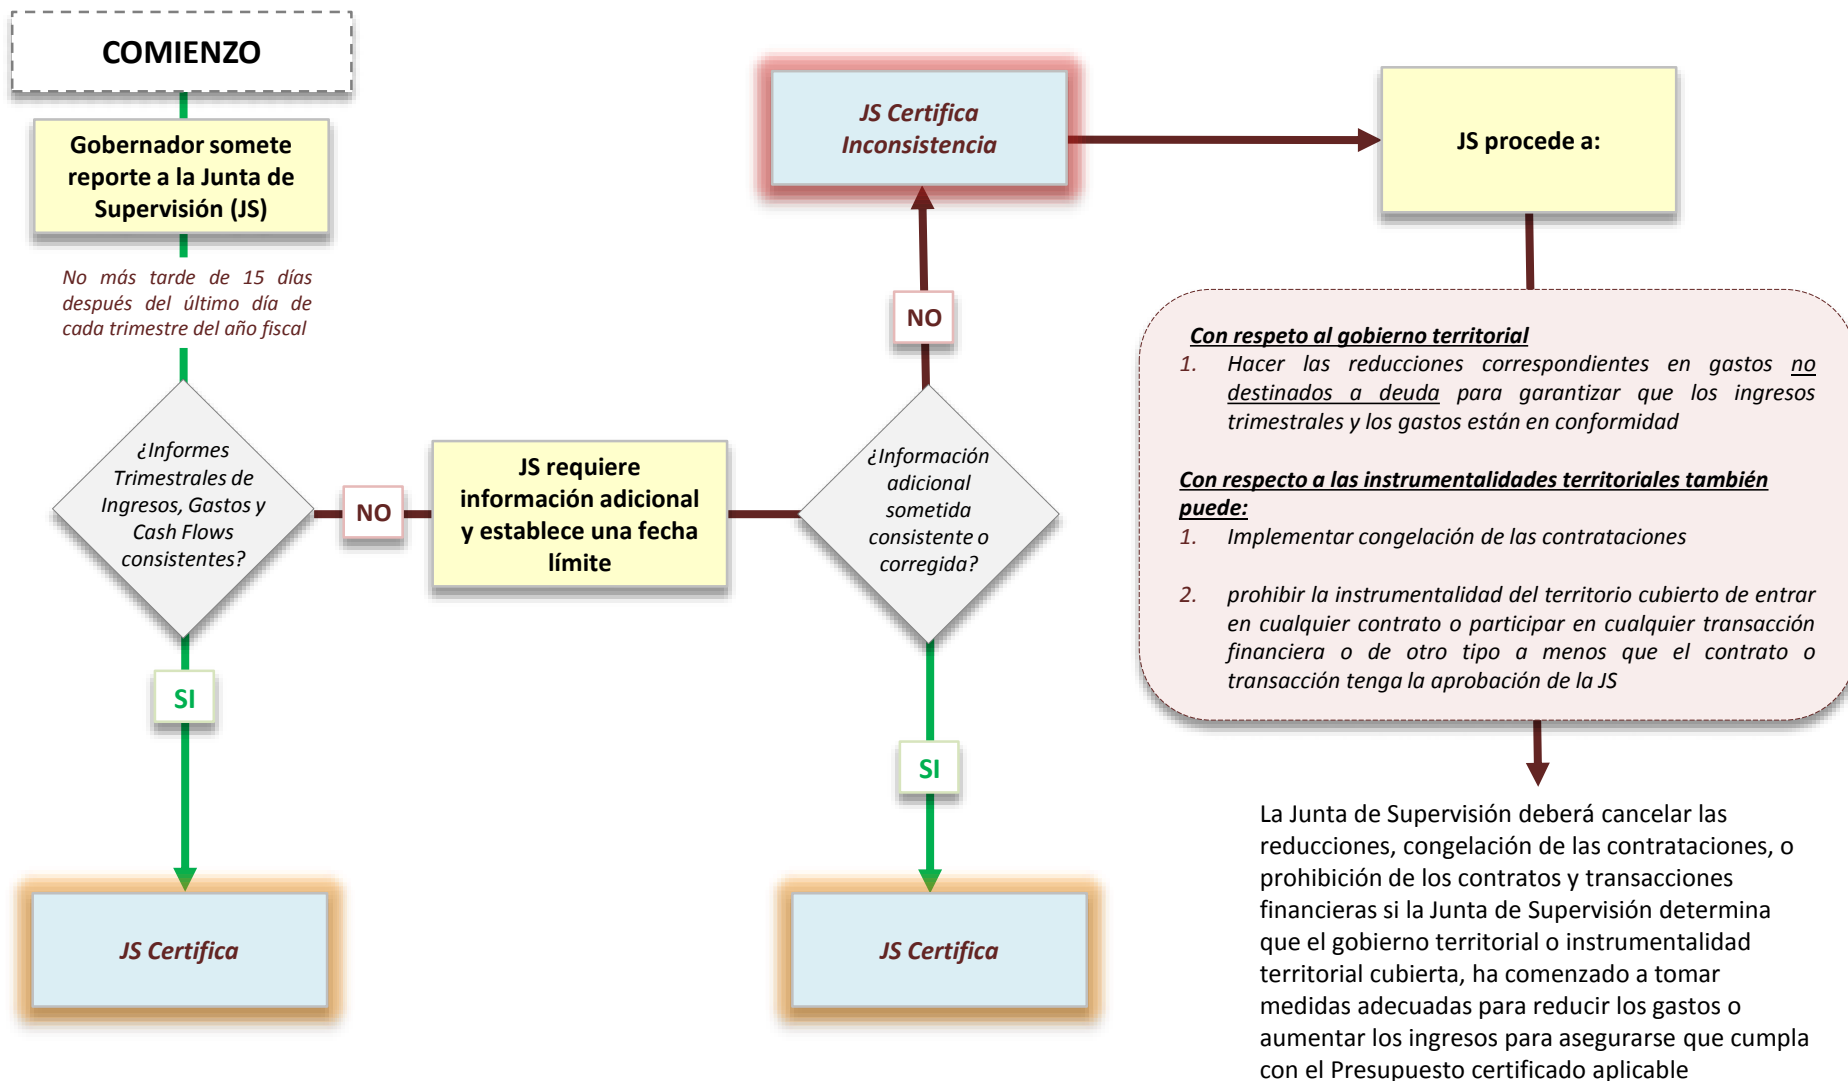 COMIENZO
Gobernador somete
reporte a la Junta de
Supervisión (JS)
No más tarde de 15 días
después del último día de
cada trimestre del año fiscal
¿Informes
Trimestrales de
Ingresos, Gastos y
Cash Flows
consistentes?
SI
JS Certifica
NO
JS requiere
información adicional
y establece una fecha
límite
¿Información
adicional
sometida
consistente o
corregida?
SI
JS Certifica
NO
JS Certifica
Inconsistencia
JS procede a:
Con respeto al gobierno territorial
1. Hacer las reducciones correspondientes en gastos no
destinados a deuda para garantizar que los ingresos
trimestrales y los gastos están en conformidad
Con respecto a las instrumentalidades territoriales también
puede:
1. Implementar congelación de las contrataciones
2. prohibir la instrumentalidad del territorio cubierto de entrar
en cualquier contrato o participar en cualquier transacción
financiera o de otro tipo a menos que el contrato o
transacción tenga la aprobación de la JS
La Junta de Supervisión deberá cancelar las
reducciones, congelación de las contrataciones, o
prohibición de los contratos y transacciones
financieras si la Junta de Supervisión determina
que el gobierno territorial o instrumentalidad
territorial cubierta, ha comenzado a tomar
medidas adecuadas para reducir los gastos o
aumentar los ingresos para asegurarse que cumpla
con el Presupuesto certificado aplicable